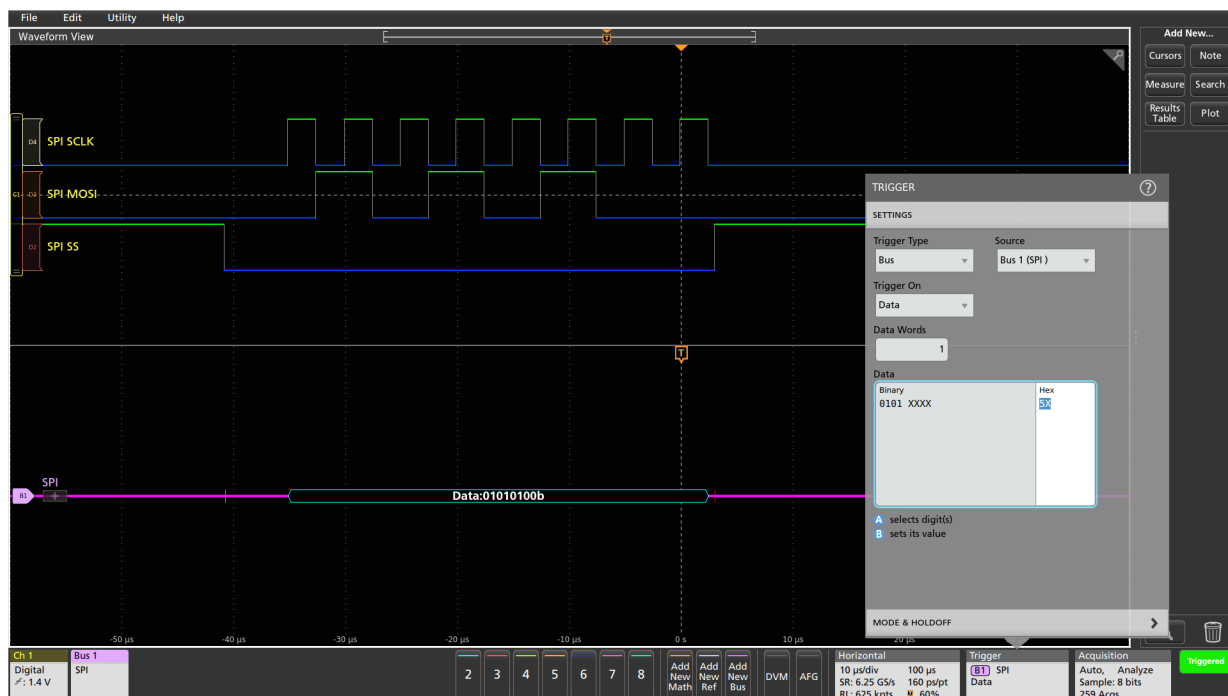 File Edit Utility Help
Waveform View
Add New...
Cursors Note
Measure Search
Results Table Plot
T
D4 SPI SCLK
C1 D3 SPI MOSI
D2 SPI SS
TRIGGER ?
SETTINGS
Trigger Type Source
Bus Bus 1 (SPI )
Trigger On
Data
Data Words
1
T
Data
Binary Hex
0101 XXXX 5X
SPI
B1 + Data:01010100b
A selects digit(s)
B sets its value
MODE & HOLDOFF
-50 µs -40 µs -30 µs -20 µs -10 µs 0 s 10 µs 20 µs
Ch 1 Bus 1 Horizontal Trigger Acquisition
Digital SPI 2 3 4 5 6 7 8 Add New Math Add New Ref Add New Bus DVM AFG 10 µs/div 100 µs B1 SPI Auto, Analyze Triggered
: 1.4 V SR: 6.25 GS/s 160 ps/pt Data Sample: 8 bits
RL: 625 kpts 60% 259 Acqs